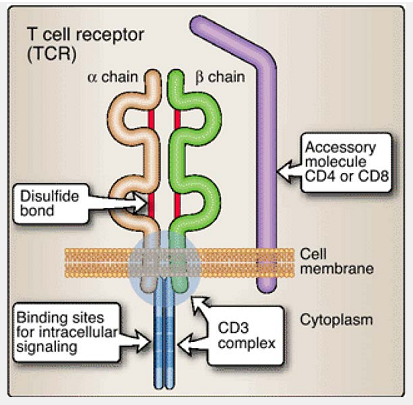 T cell receptor
(TCR)
α chain
β chain
Accessory
molecule
CD4 or CD8
Disulfide
bond
Cell
membrane
Binding sites
for intracellular
signaling
CD3
complex
Cytoplasm